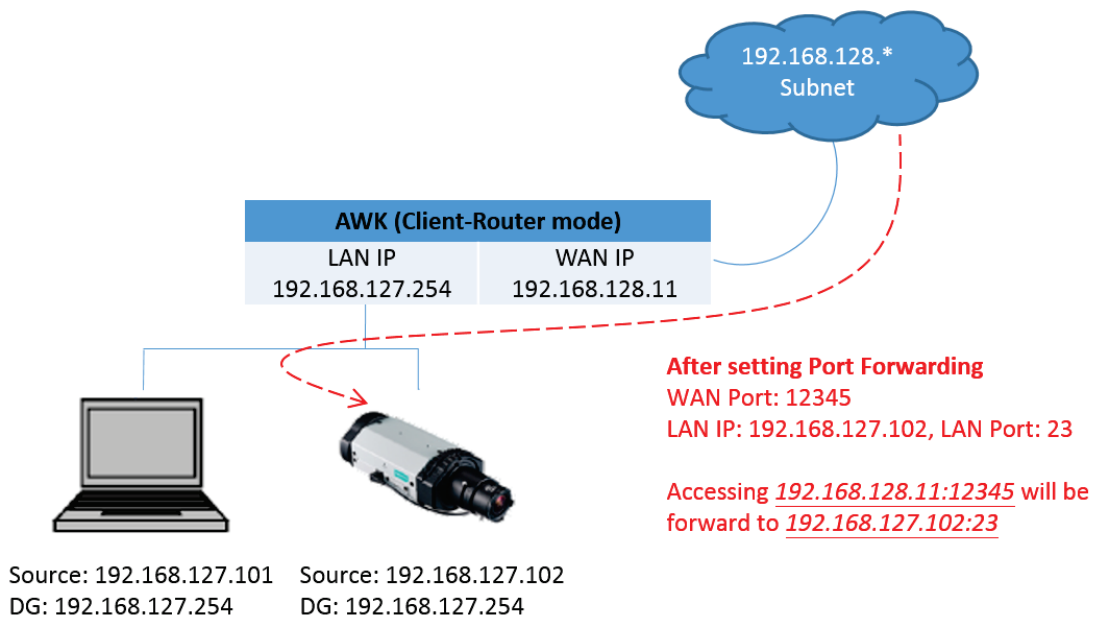 192.168.128.*
Subnet
AWK (Client-Router mode)
LAN IP
192.168.127.254
WAN IP
192.168.128.11
After setting Port Forwarding
WAN Port: 12345
LAN IP: 192.168.127.102, LAN Port: 23
Accessing 192.168.128.11:12345 will be
forward to 192.168.127.102:23
Source: 192.168.127.101
DG: 192.168.127.254
Source: 192.168.127.102
DG: 192.168.127.254